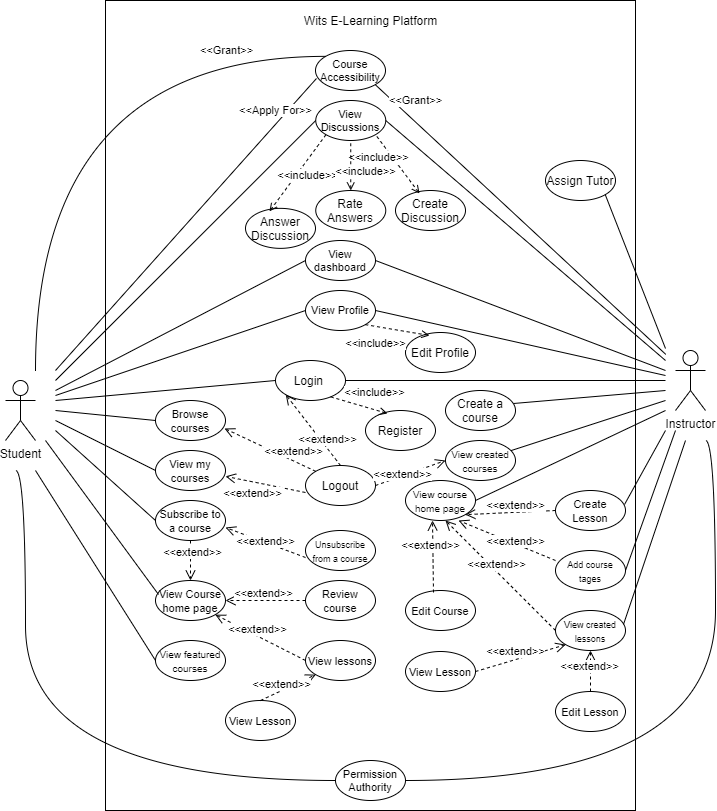 Wits E-Learning Platform
<<Grant>>
Course
Accessibility
<<Apply For>>
<<Grant>>
View
Discussions
<<include>>
<<include>>
<<include>>
Assign Tutor
Answer
Discussion
Rate
Answers
Create
Discussion
View
dashboard
View Profile
<<include>>
Edit Profile
Login
<<include>>
Register
Browse
courses
Create a
course
Student
Instructor
<<extend>>
<<extend>>
View my
courses
View created
courses
<<extend>>
Logout
<<extend>>
View course
home page
Subscribe to
a course
<<extend>>
Create
Lesson
<<extend>>
<<extend>>
Unsubscribe
from a course
<<extend>>
<<extend>>
<<extend>>
Add course
tages
View Course
home page
<<extend>>
Review
course
Edit Course
<<extend>>
View created
lessons
View featured
courses
View lessons
<<extend>>
View Lesson
<<extend>>
<<extend>>
View Lesson
Edit Lesson
Permission
Authority